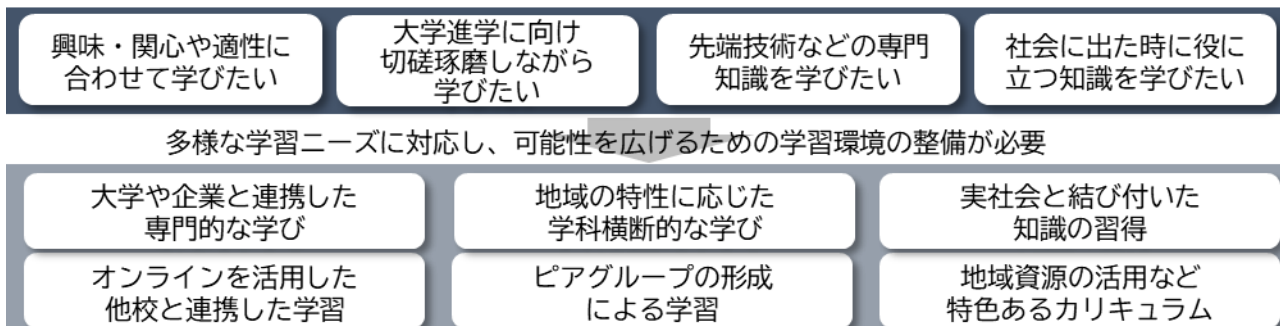 興味・関心や適性に
合わせて学びたい
大学進学に向け
切磋琢磨しながら
学びたい
先端技術などの専門
知識を学びたい
社会に出た時に役に
立つ知識を学びたい
多様な学習ニーズに対応し、可能性を広げるための学習環境の整備が必要
大学や企業と連携した
専門的な学び
地域の特性に応じた
学科横断的な学び
実社会と結び付いた
知識の習得
オンラインを活用した
他校と連携した学習
ピアグループの形成
による学習
地域資源の活用など
特色あるカリキュラム